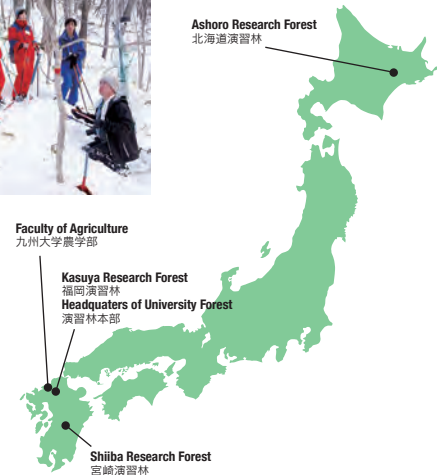 Ashoro Research Forest
北海道演習林
Faculty of Agriculture
九州大学農学部
Kasuya Research Forest
福岡演習林
Headquaters of University Forest
演習林本部
Shiiba Research Forest
宮崎演習林